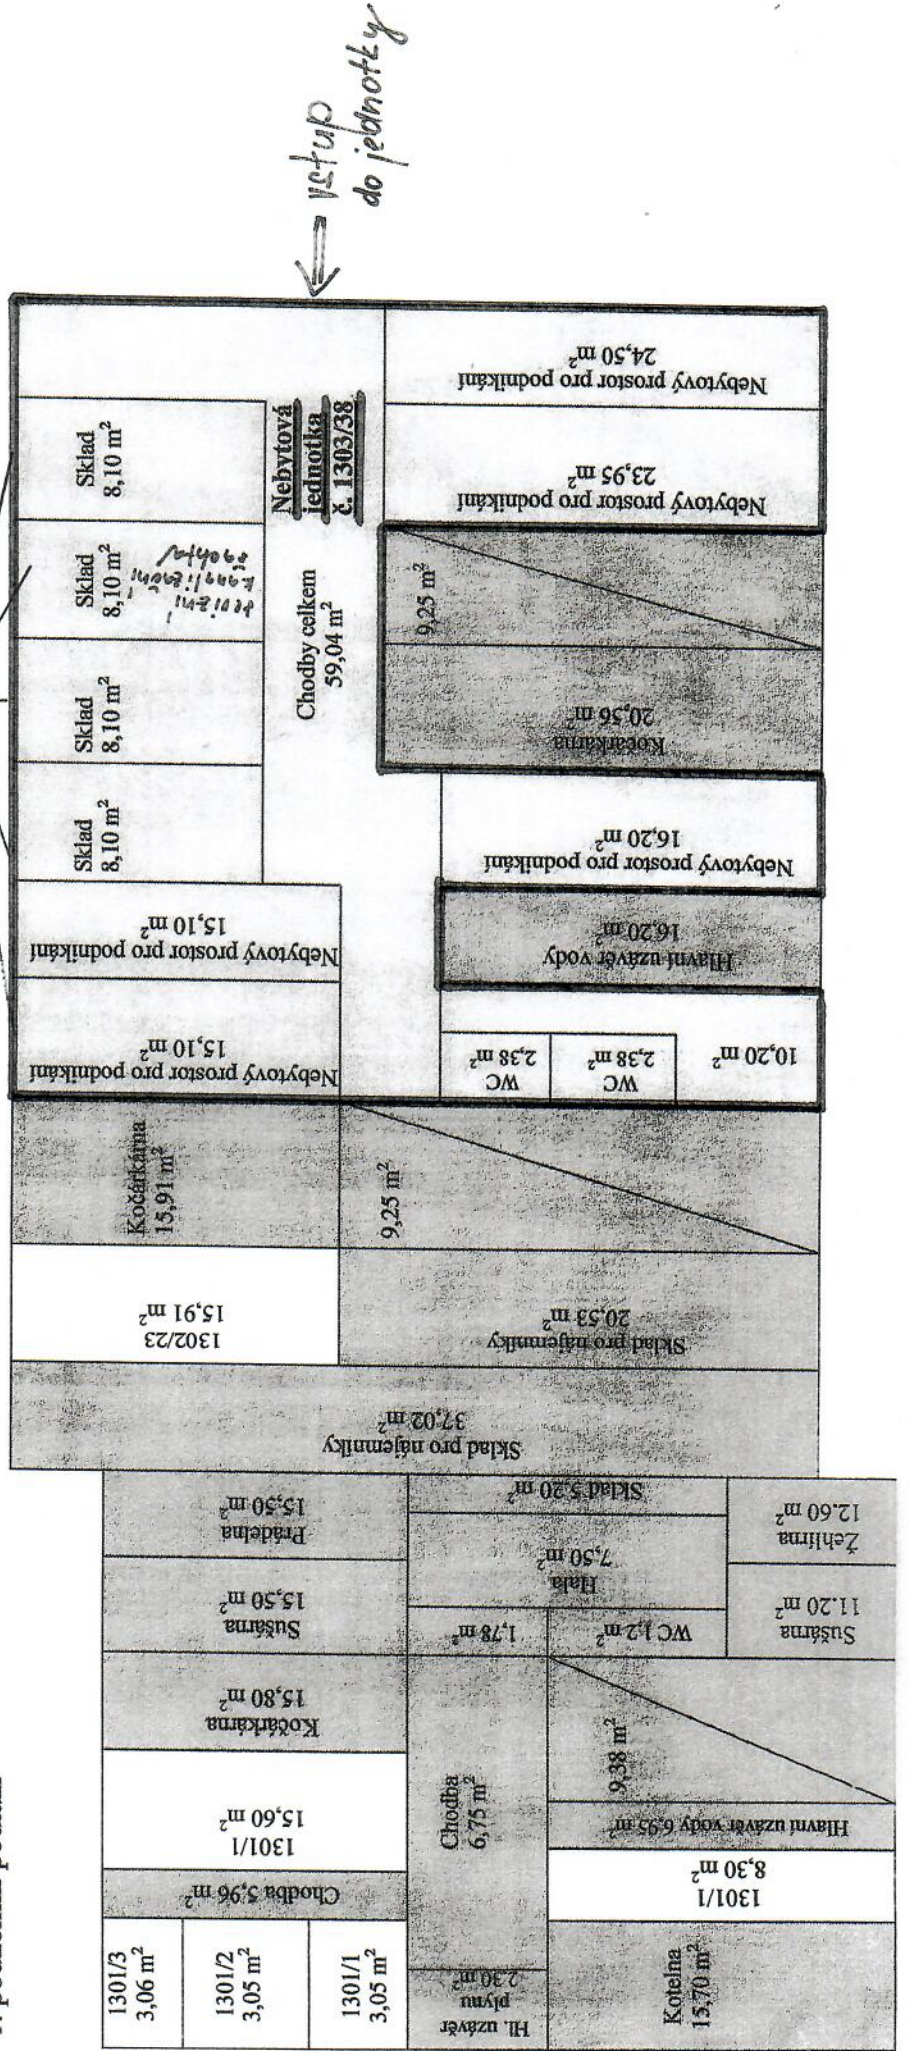 vstup
do jednotky
Sklad
8,10 m²
Sklad
8,10 m²
revizní
kanalizační
šachta
Sklad
8,10 m²
Sklad
8,10 m²
Nebytová
jednotka
č. 1303/38
Chodby celkem
59,04 m²
Nebytový prostor pro podnikání
24,50 m²
Nebytový prostor pro podnikání
23,95 m²
9,25 m²
Kočárkárna
20,56 m²
Nebytový prostor pro podnikání
16,20 m²
Hlavní uzávěr vody
16,20 m²
Nebytový prostor pro podnikání
15,10 m²
Nebytový prostor pro podnikání
15,10 m²
WC
2,38 m²
WC
2,38 m²
10,20 m²
Kočárkárna
15,91 m²
9,25 m²
1302/23
15,91 m²
Sklad pro nájemníky
20,53 m²
Sklad pro nájemníky
37,02 m²
Prádelna
15,50 m²
Sklad 5,20 m²
Žehlírna
12.60 m²
Hala
7,50 m²
Sušárna
15,50 m²
1,78 m²
WC 1,2 m²
Sušárna
11.20 m²
Kočárkárna
15,80 m²
Chodba
6,75 m²
9,38 m²
1301/1
15,60 m²
Hlavní uzávěr vody 6,95 m²
Chodba 5,96 m²
1301/1
8,30 m²
1301/3
3,06 m²
1301/2
3,05 m²
1301/1
3,05 m²
Hl. uzávěr
plynu
2.30 m²
Kotelna
15,70 m²